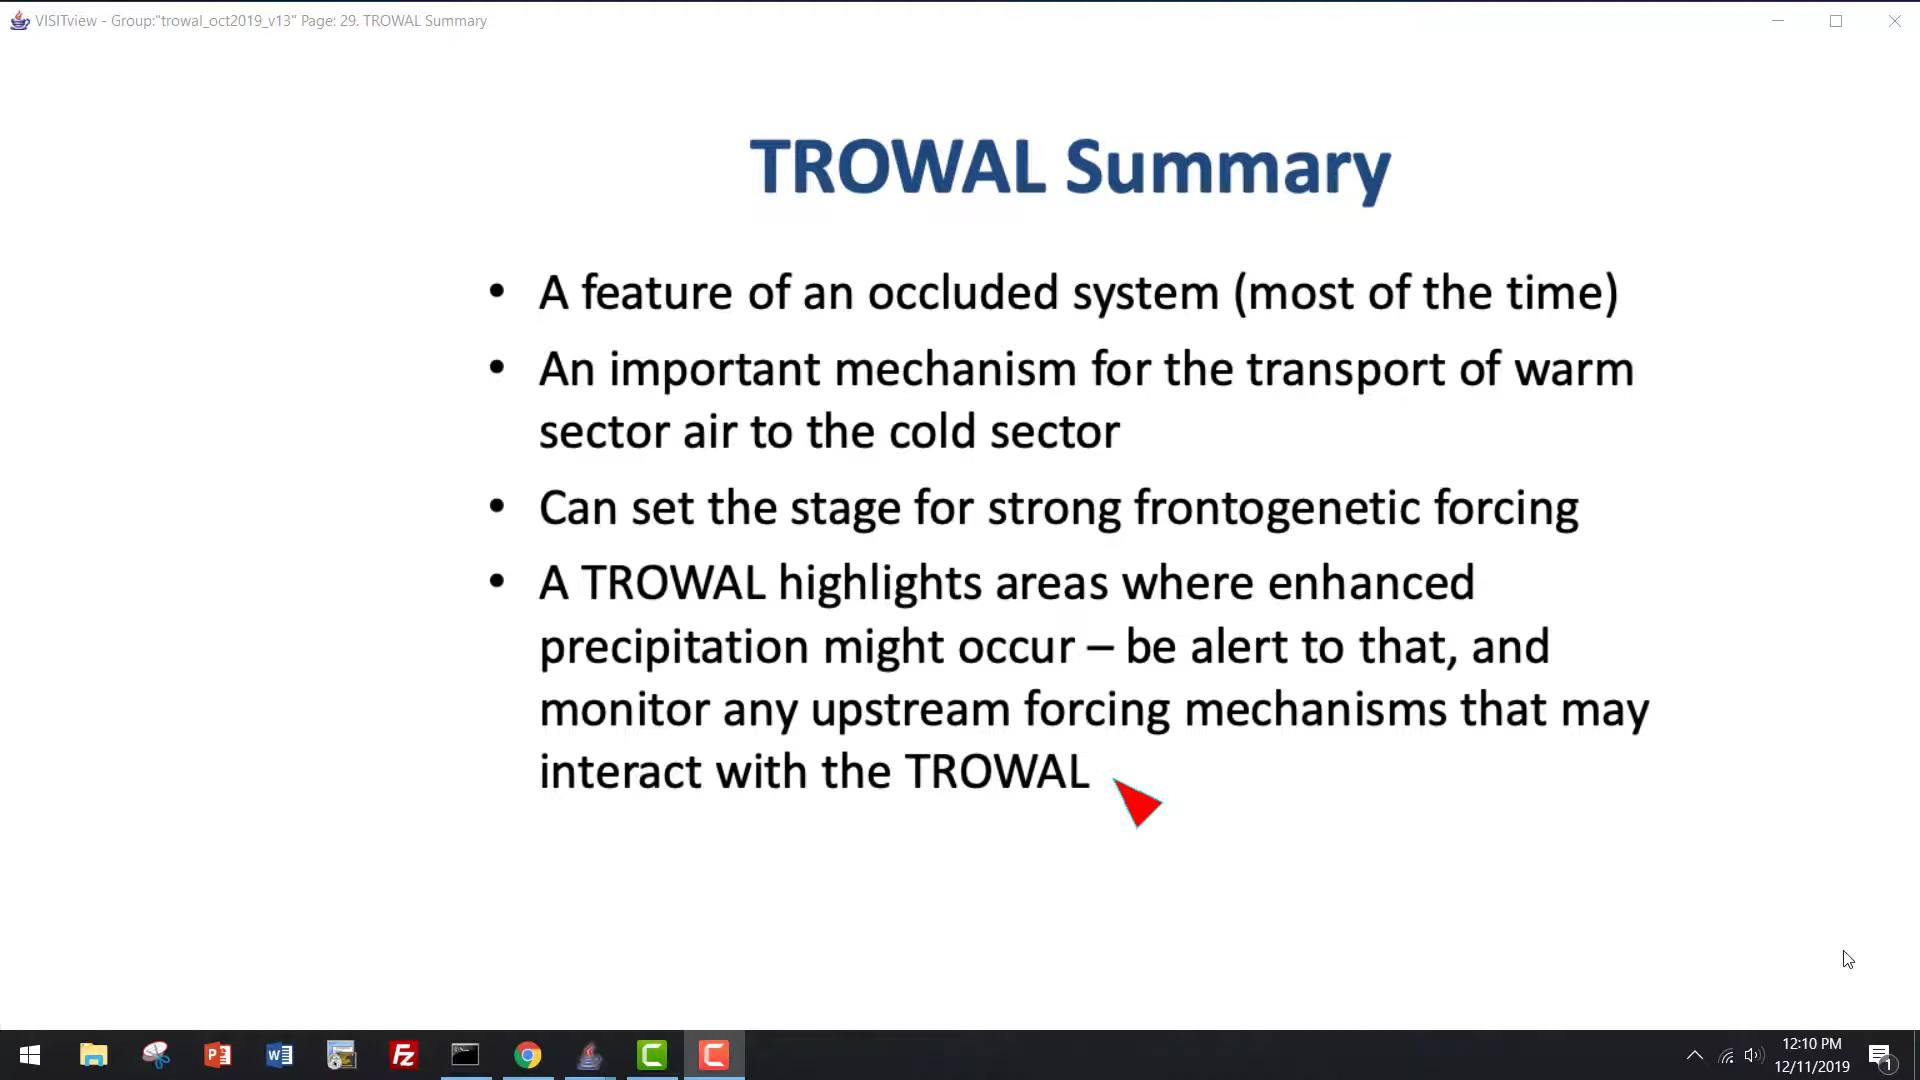 VISITview - Group:"trowal_oct2019_v13" Page: 29. TROWAL Summary
TROWAL Summary
• A feature of an occluded system (most of the time)
• An important mechanism for the transport of warm
sector air to the cold sector
• Can set the stage for strong frontogenetic forcing
• A TROWAL highlights areas where enhanced
precipitation might occur – be alert to that, and
monitor any upstream forcing mechanisms that may
interact with the TROWAL
12:10 PM
12/11/2019
1